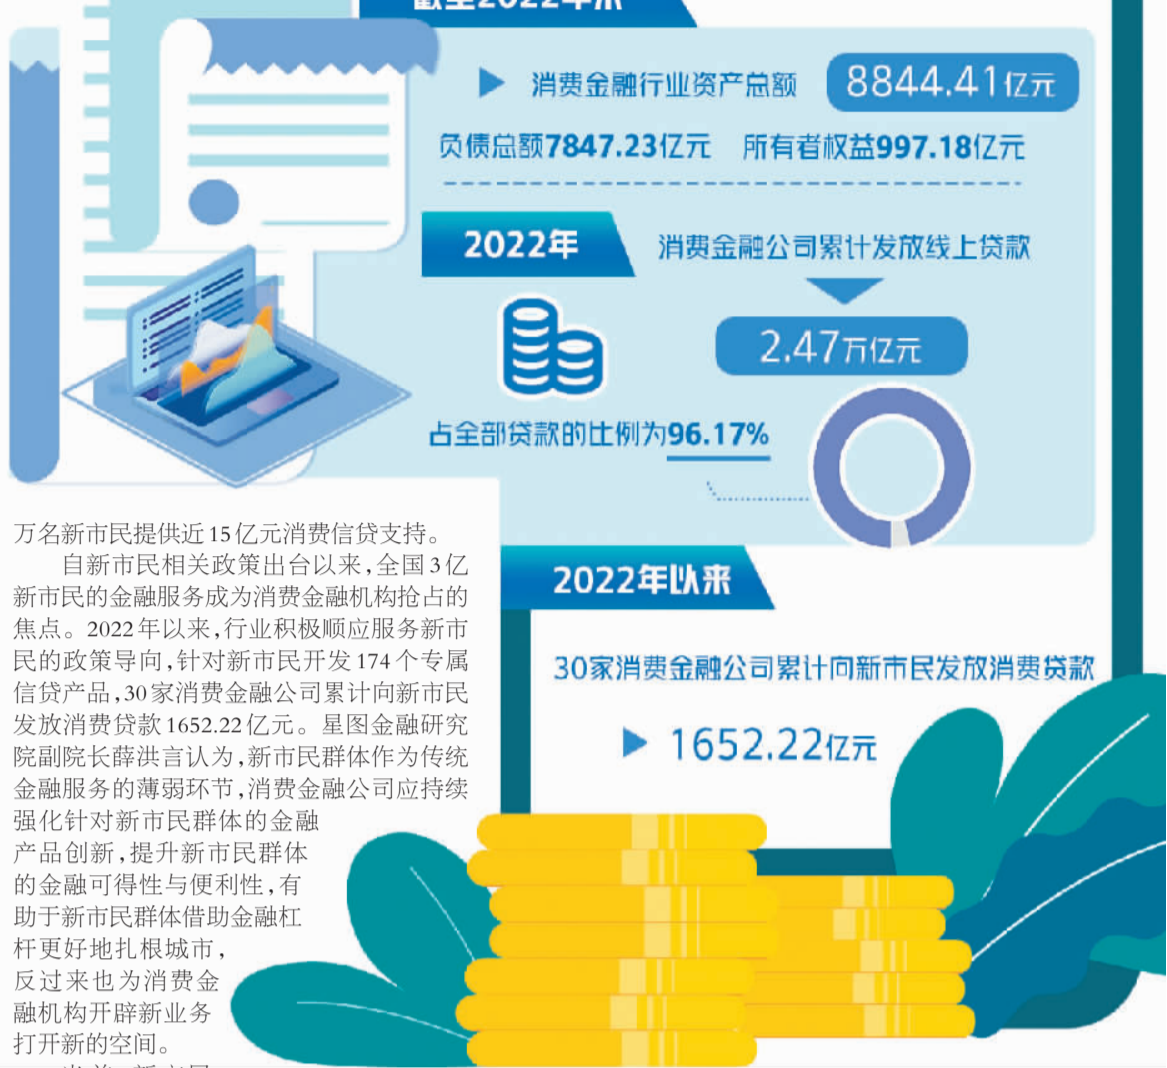 截至2022年末
消费金融行业资产总额 8844.41亿元
负债总额7847.23亿元 所有者权益997.18亿元
2022年 消费金融公司累计发放线上贷款
2.47万亿元
占全部贷款的比例为96.17%
2022年以来
30家消费金融公司累计向新市民发放消费贷款
1652.22亿元
万名新市民提供近15亿元消费信贷支持。
自新市民相关政策出台以来,全国3亿
新市民的金融服务成为消费金融机构抢占的
焦点。2022年以来,行业积极顺应服务新市
民的政策导向,针对新市民开发174个专属
信贷产品,30家消费金融公司累计向新市民
发放消费贷款1652.22亿元。星图金融研究
院副院长薛洪言认为,新市民群体作为传统
金融服务的薄弱环节,消费金融公司应持续
强化针对新市民群体的金融
产品创新,提升新市民群体
的金融可得性与便利性,有
助于新市民群体借助金融杠
杆更好地扎根城市,
反过来也为消费金
融机构开辟新业务
打开新的空间。